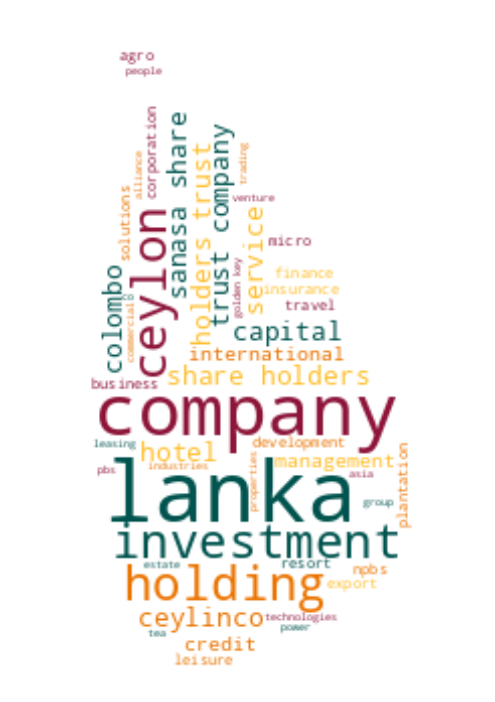 agro
people
corporation
alliance
solutions
sanasa share
holders trust
trust company
trading
venture
ceylon
service
micro
golden key
colombo
commercial
finance
insurance
travel
capital
international
business
share holders
company
leasing
hotel
development
management
pbs
industries
properties
asia
plantation
lanka
group
investment
estate
resort
npbs
holding
export
ceylinco
technologies
tea
power
credit
leisure